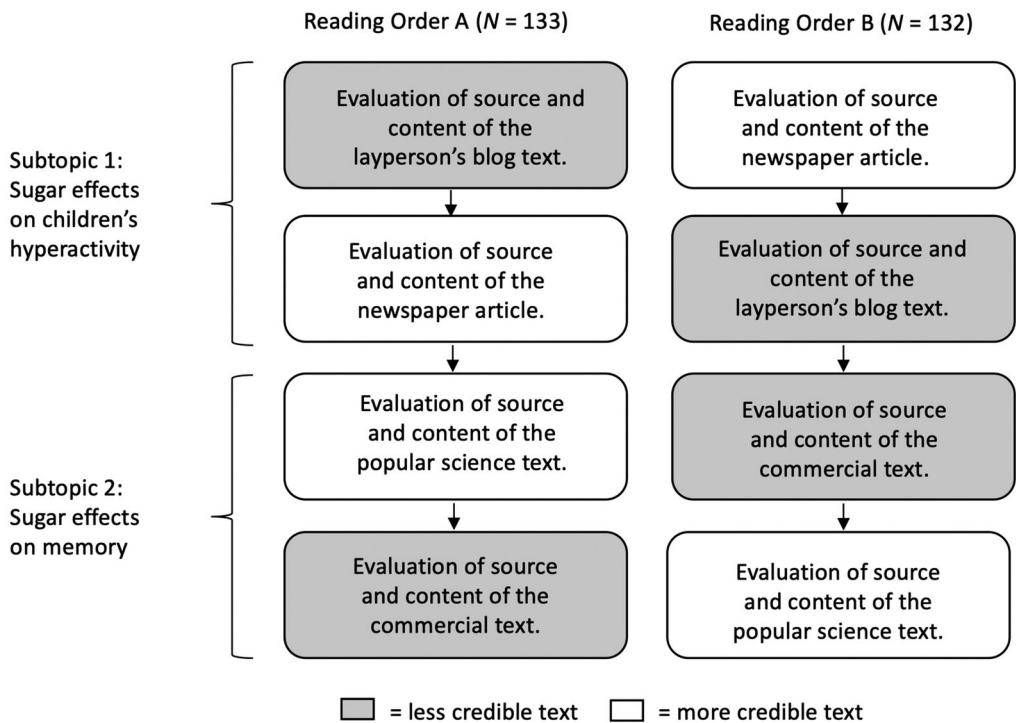 Reading Order A (N = 133)
Reading Order B (N = 132)
Subtopic 1:
Sugar effects
on children’s
hyperactivity
Evaluation of source and
content of the
layperson’s blog text.
Evaluation of source
and content of the
newspaper article.
Evaluation of source
and content of the
newspaper article.
Evaluation of source and
content of the
layperson’s blog text.
Subtopic 2:
Sugar effects
on memory
Evaluation of source
and content of the
popular science text.
Evaluation of source
and content of the
commercial text.
Evaluation of source
and content of the
commercial text.
Evaluation of source
and content of the
popular science text.
= less credible text
= more credible text